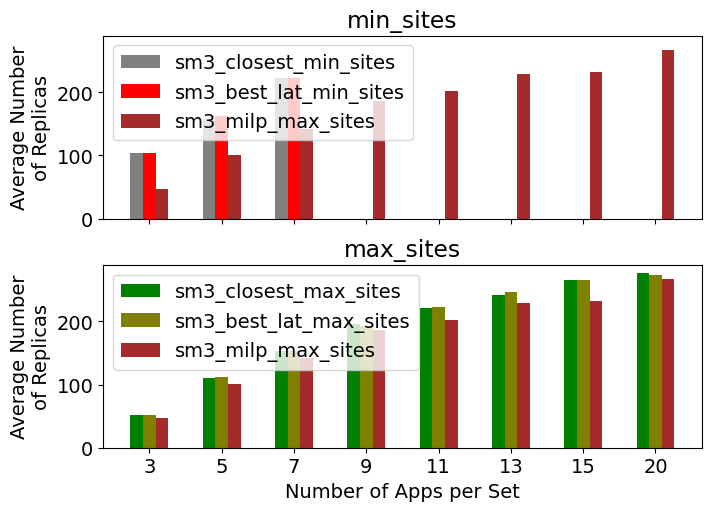 min_sites
Average Number
of Replicas
200
100
0
sm3_closest_min_sites
sm3_best_lat_min_sites
sm3_milp_max_sites
max_sites
Average Number
of Replicas
200
100
0
sm3_closest_max_sites
sm3_best_lat_max_sites
sm3_milp_max_sites
3 5 7 9 11 13 15 20
Number of Apps per Set